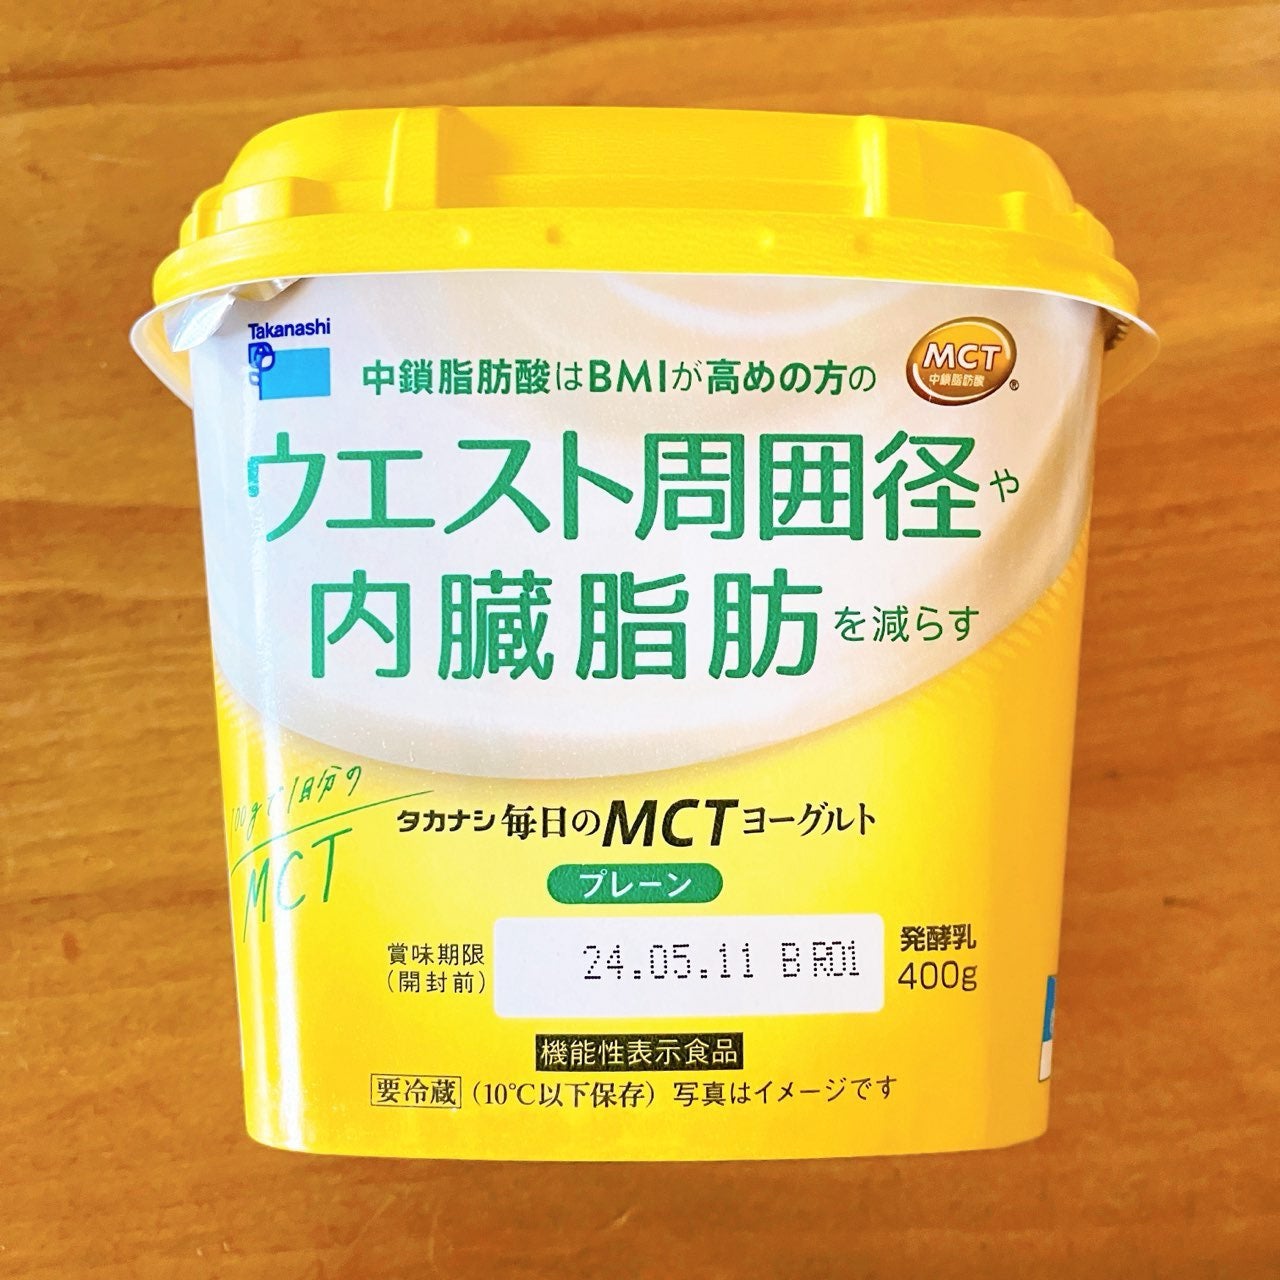 Takanashi
中鎖脂肪酸はBMIが高めの方の
MCT
中鎖脂肪酸
®
ウエスト周囲径や
内臓脂肪を減らす
100gで1日分の
MCT
タカナシ毎日のMCTヨーグルト
プレーン
賞味期限
(開封前)
24.05.11 B R01
発酵乳
400g
機能性表示食品
要冷蔵 (10℃以下保存) 写真はイメージです